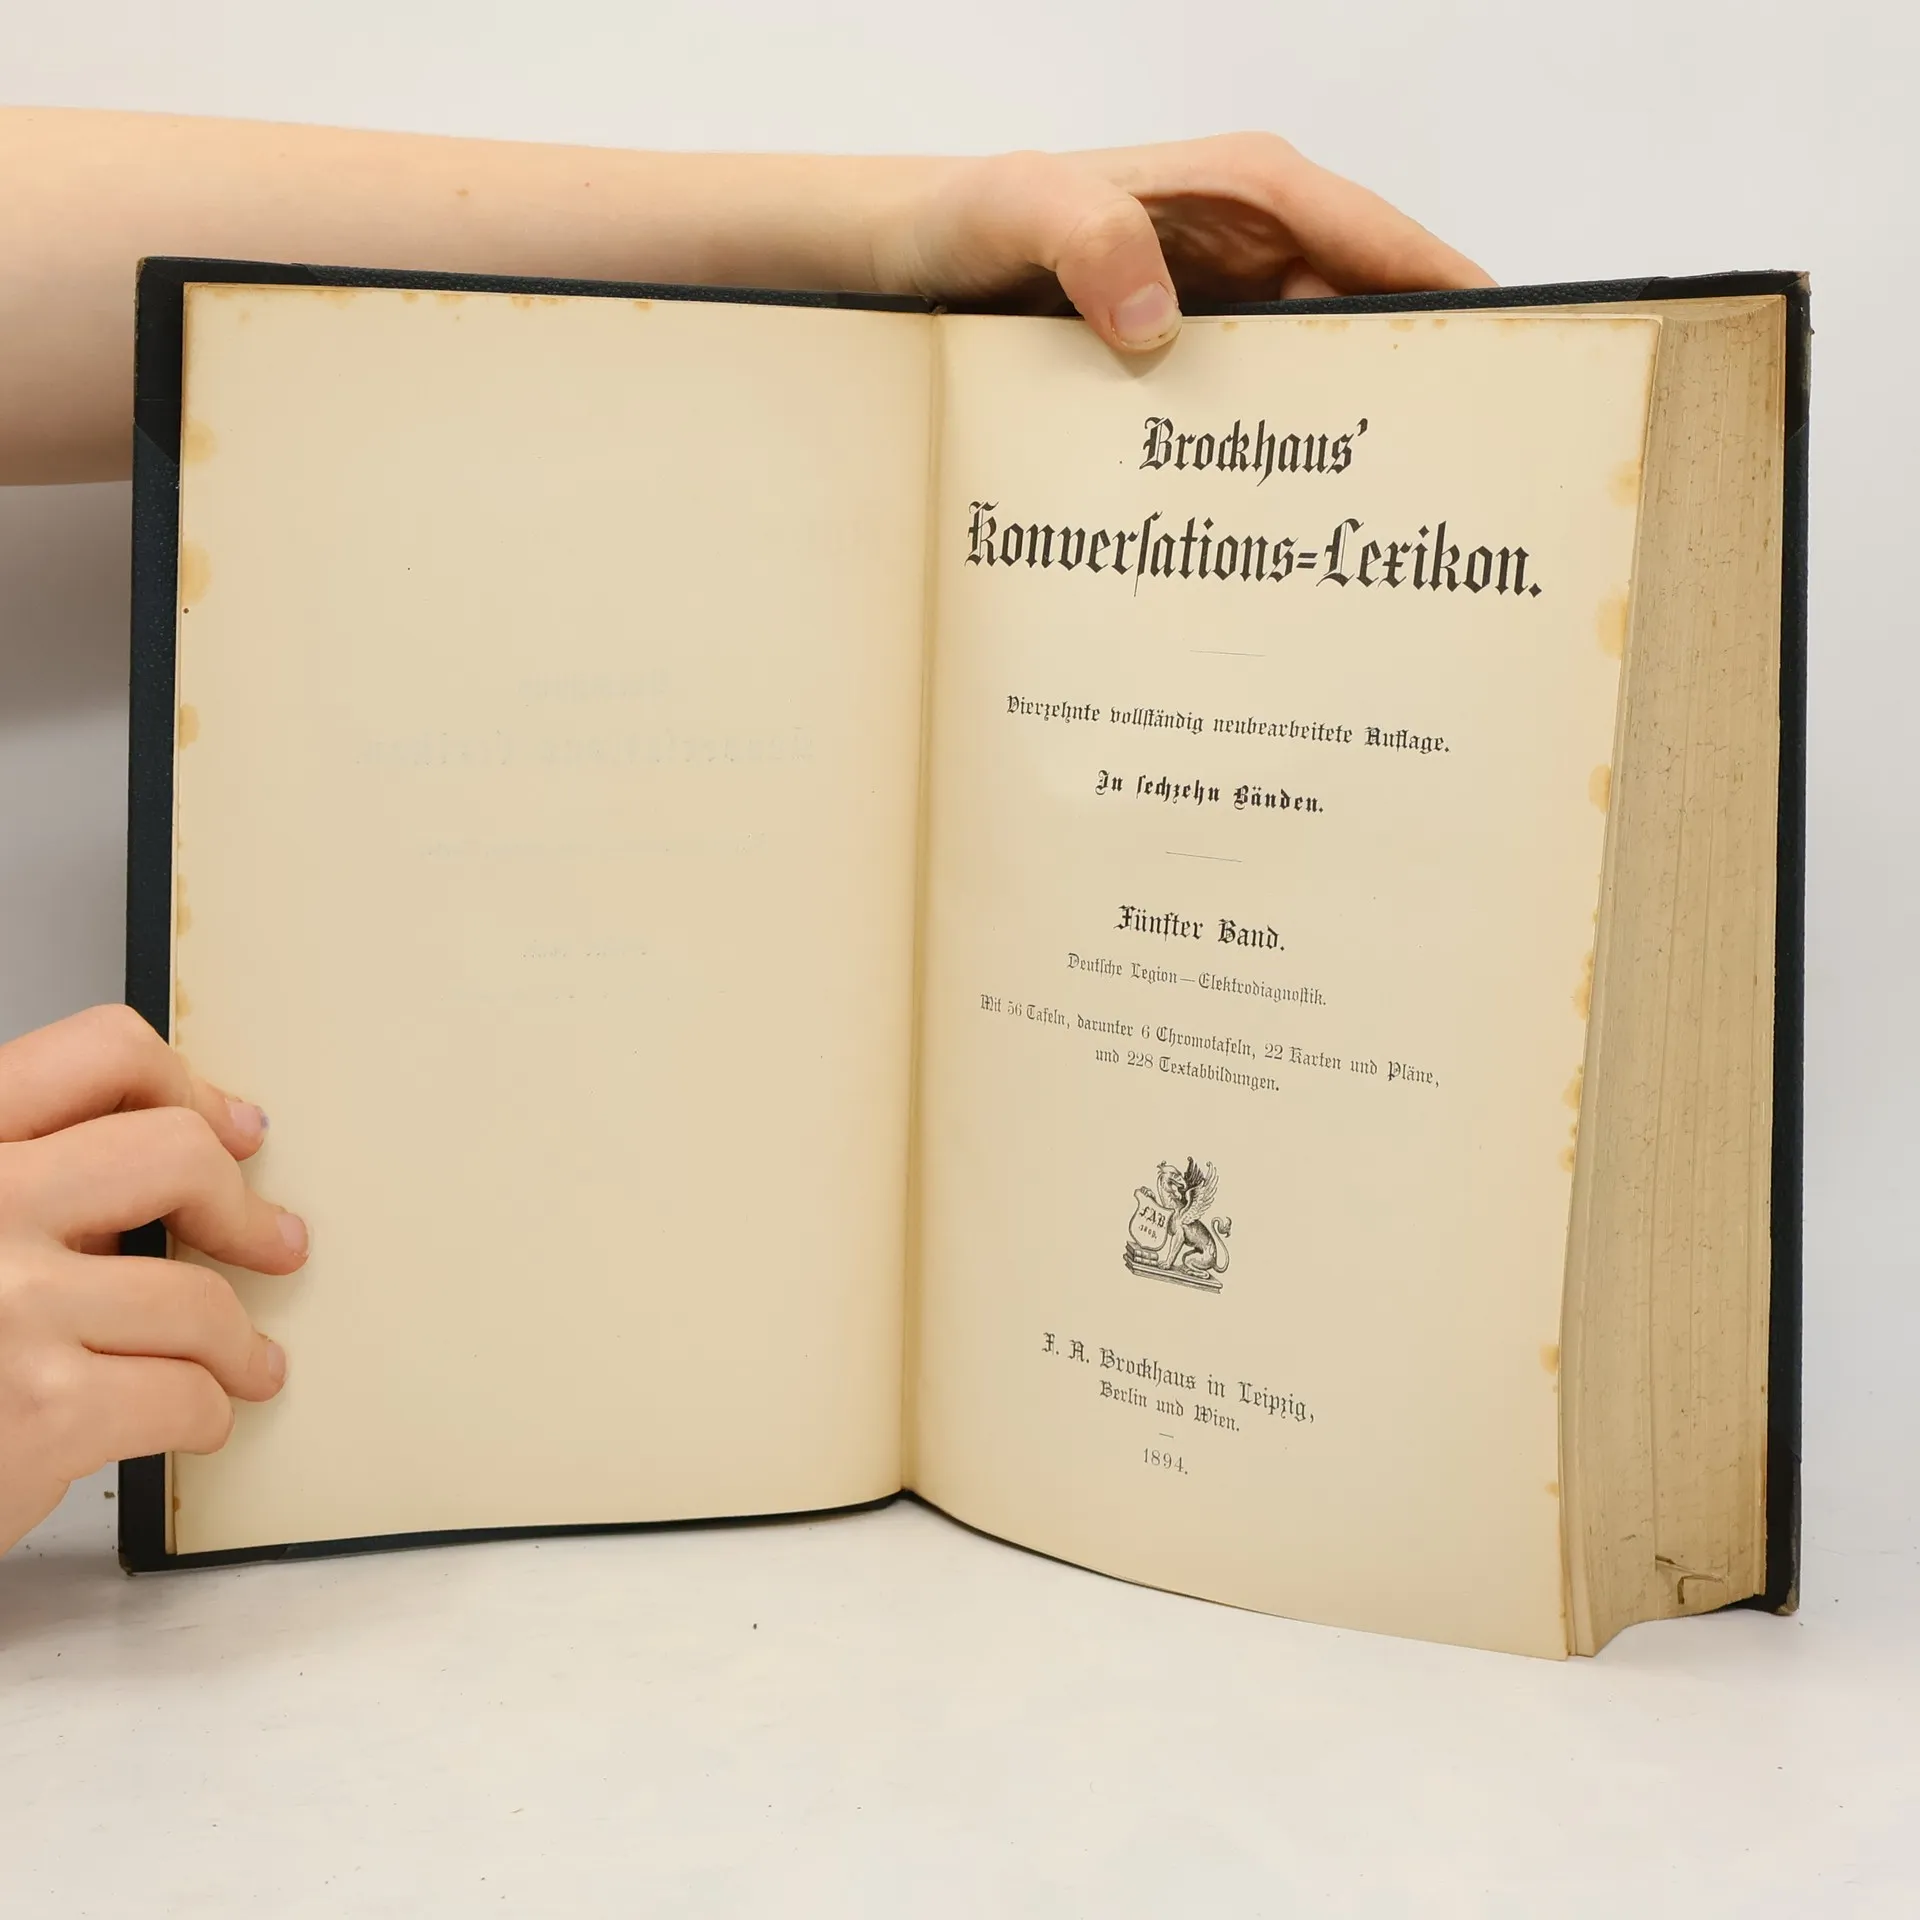 Brockhaus’
Konverſations=Lexikon.
Vierzehnte vollſtändig neubearbeitete Auflage.
In ſechzehn Bänden.
Fünfter Band.
Deutſche Legion—Elektrodiagnoſtik.
Mit 56 Tafeln, darunter 6 Chromotafeln, 22 Karten und Pläne,
und 228 Textabbildungen.
F.A.B
F. A. Brockhaus in Leipzig,
Berlin und Wien.
1894.